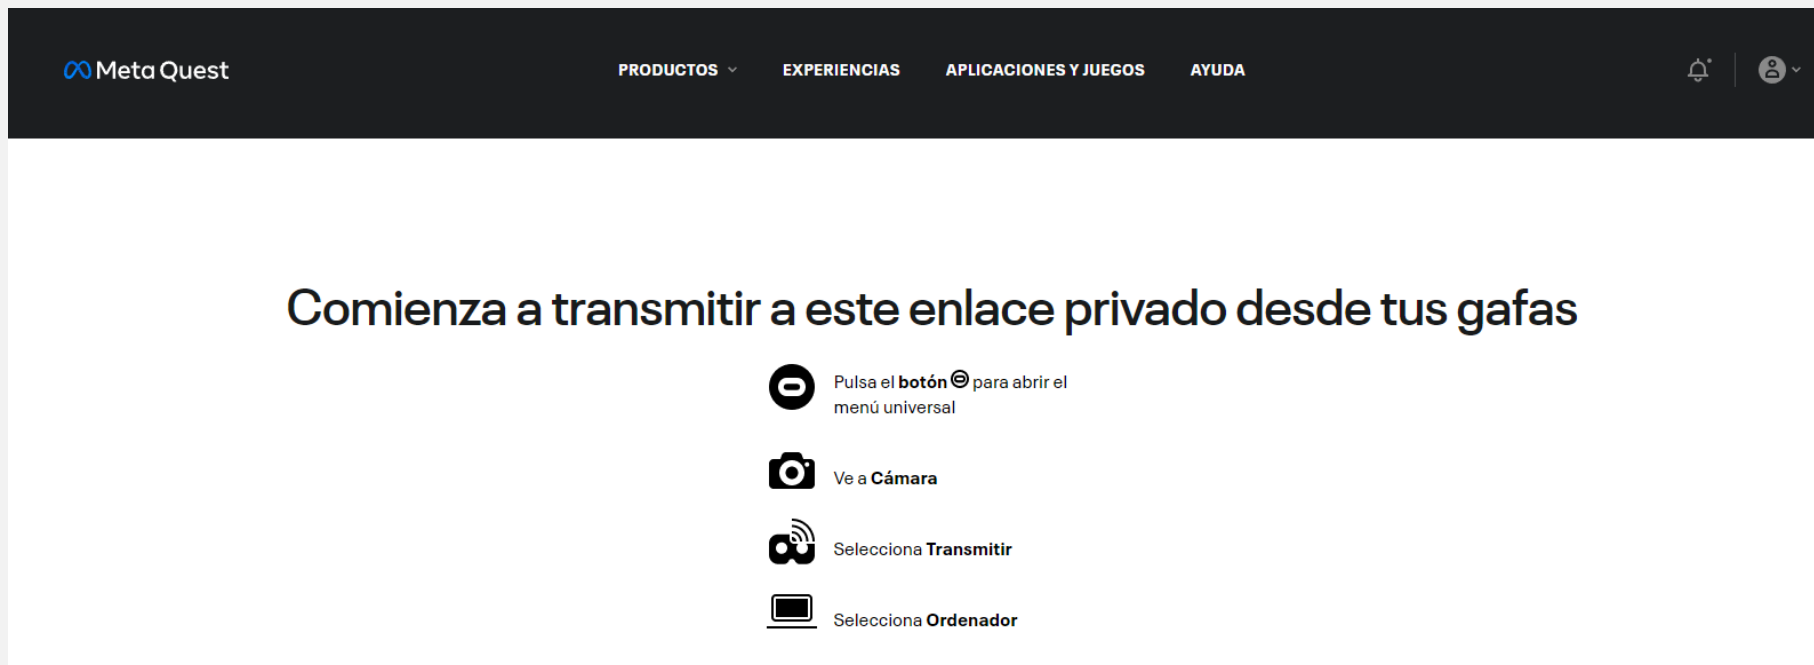 Meta Quest
PRODUCTOS
EXPERIENCIAS
APLICACIONES Y JUEGOS
AYUDA
Comienza a transmitir a este enlace privado desde tus gafas
Pulsa el botón para abrir el
menú universal
Ve a Cámara
Selecciona Transmitir
Selecciona Ordenador